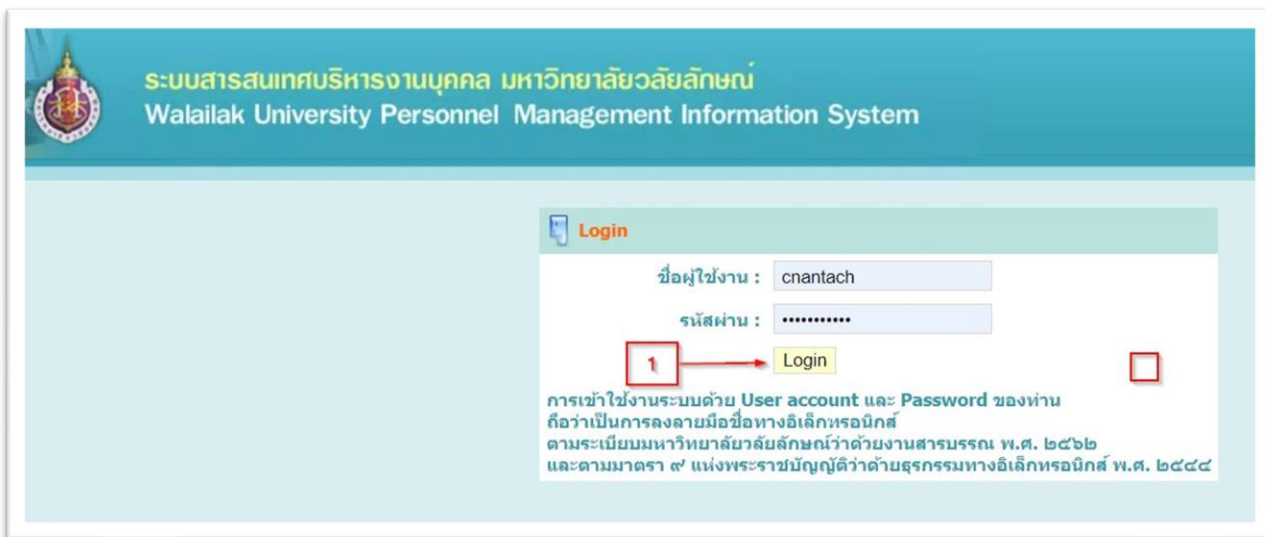 ระบบสารสนเทศบริหารงานบุคคล มหาวิทยาลัยวลัยลักษณ์
Walailak University Personnel Management Information System
Login
ชื่อผู้ใช้งาน : cnantach
รหัสผ่าน : •••••••••••
1 Login
การเข้าใช้งานระบบด้วย User account และ Password ของท่าน
ถือว่าเป็นการลงลายมือชื่อทางอิเล็กทรอนิกส์
ตามระเบียบมหาวิทยาลัยวลัยลักษณ์ว่าด้วยงานสารบรรณ พ.ศ. ๒๕๖๒
และตามมาตรา ๙ แห่งพระราชบัญญัติว่าด้วยธุรกรรมทางอิเล็กทรอนิกส์ พ.ศ. ๒๕๔๔